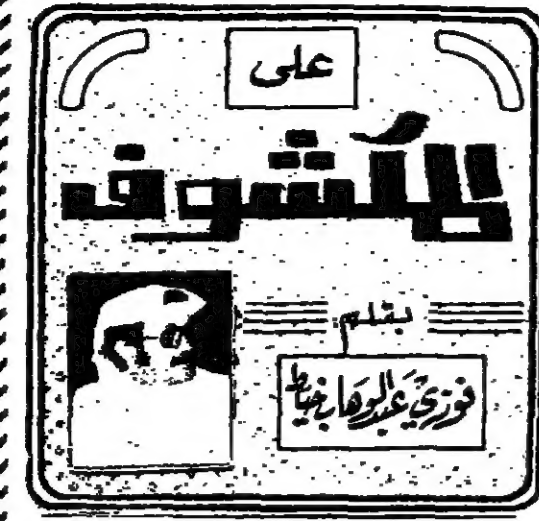 على
المكشوف
بقلم
فوزي عبدالوهاب خياط